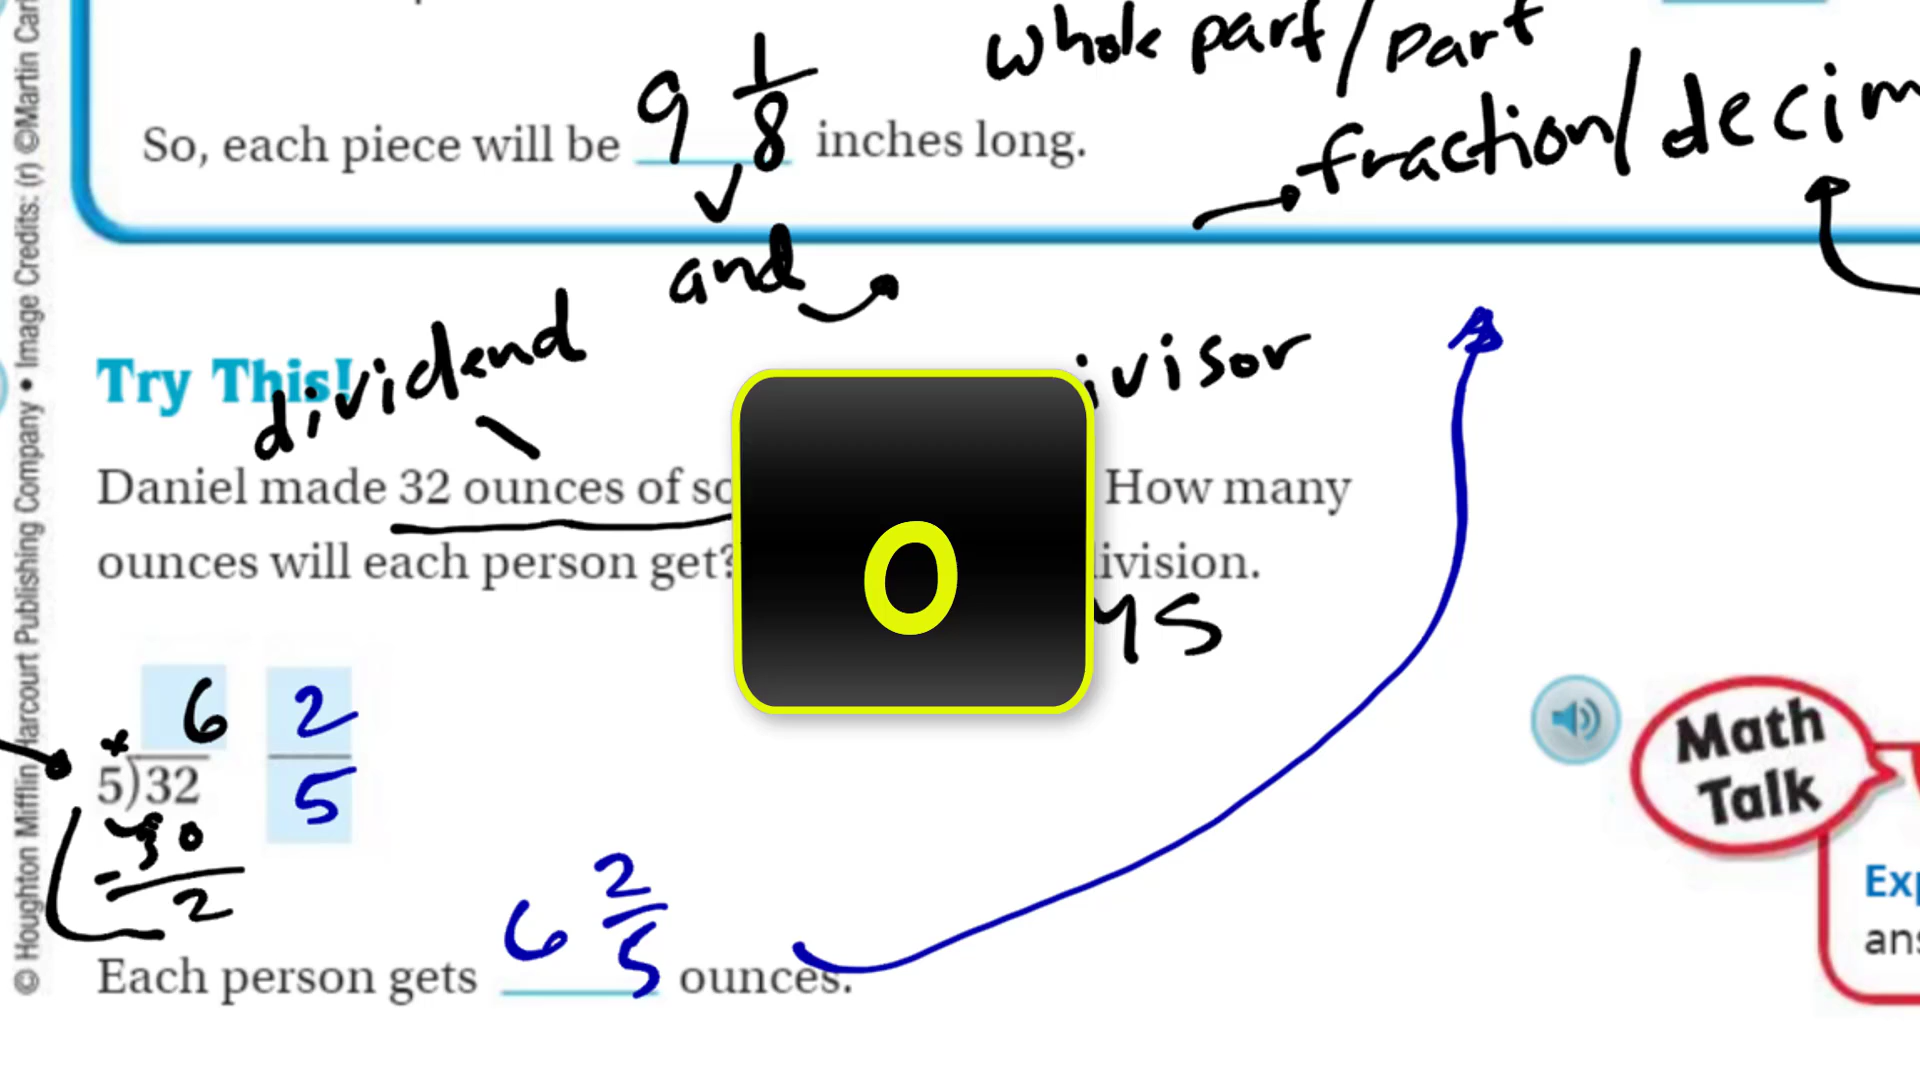 whole part/part
9 1/8
So, each piece will be inches long.
fraction/decim
and
dividend
ivisor
Try This!
Daniel made 32 ounces of so How many
ounces will each person get? ivision.
O
45
6 2/5
5)32
30
2
6 2/5
Each person gets ounces.
Math
Talk
Exp
ans
© Houghton Mifflin Harcourt Publishing Company • Image Credits: (r) ©Martin Car